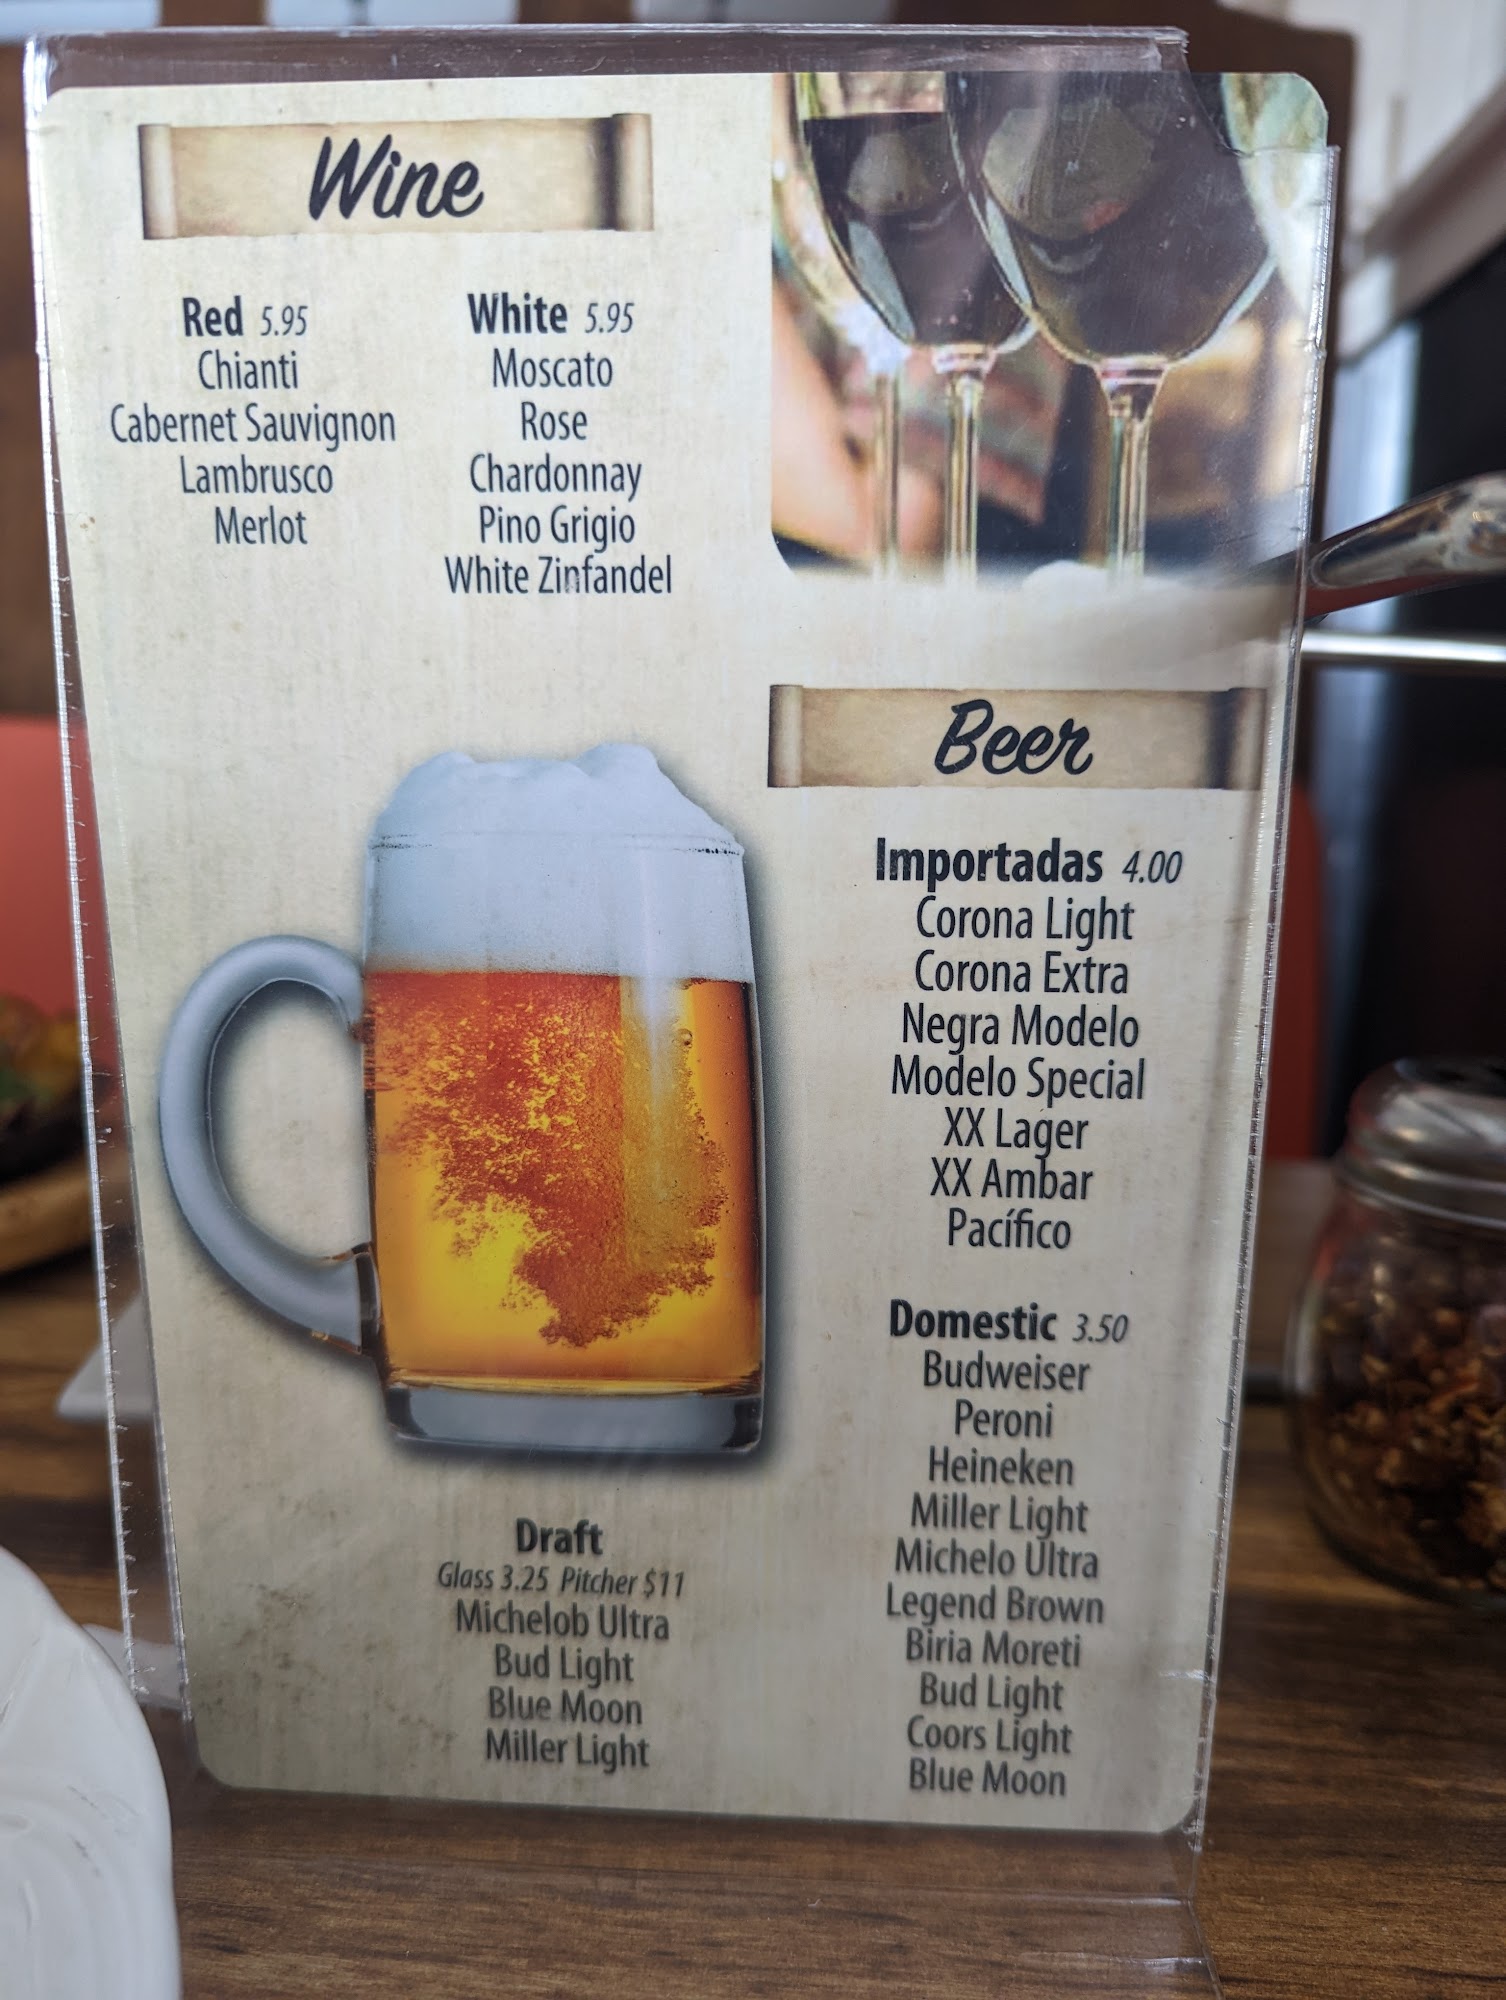 Wine
Red 5.95
Chianti
Cabernet Sauvignon
Lambrusco
Merlot
White 5.95
Moscato
Rose
Chardonnay
Pino Grigio
White Zinfandel
Beer
Importadas 4.00
Corona Light
Corona Extra
Negra Modelo
Modelo Special
XX Lager
XX Ambar
Pacífico
Domestic 3.50
Budweiser
Peroni
Heineken
Miller Light
Michelo Ultra
Legend Brown
Biria Moreti
Bud Light
Coors Light
Blue Moon
Draft
Glass 3.25 Pitcher $11
Michelob Ultra
Bud Light
Blue Moon
Miller Light